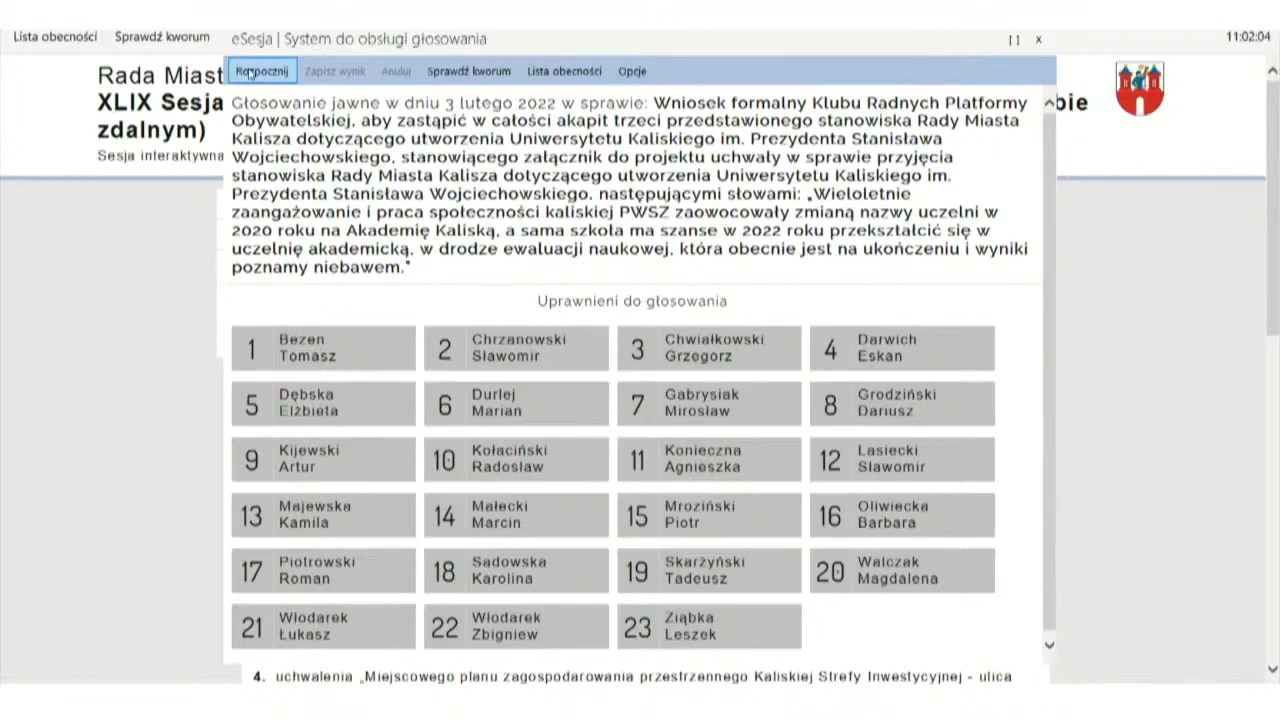 Lista obecności Sprawdź kworum
eSesja | System do obsługi głosowania
[ ] x
11:02:04
Rozpocznij Zapisz wynik Anuluj Sprawdź kworum Lista obecności Opcje
Rada Miast
XLIX Sesja
bie
zdalnym)
Sesja interaktywna
Głosowanie jawne w dniu 3 lutego 2022 w sprawie: Wniosek formalny Klubu Radnych Platformy
Obywatelskiej, aby zastąpić w całości akapit trzeci przedstawionego stanowiska Rady Miasta
Kalisza dotyczącego utworzenia Uniwersytetu Kaliskiego im. Prezydenta Stanisława
Wojciechowskiego, stanowiącego załącznik do projektu uchwały w sprawie przyjęcia
stanowiska Rady Miasta Kalisza dotyczącego utworzenia Uniwersytetu Kaliskiego im.
Prezydenta Stanisława Wojciechowskiego, następującymi słowami: „Wieloletnie
zaangażowanie i praca społeczności kaliskiej PWSZ zaowocowały zmianą nazwy uczelni w
2020 roku na Akademię Kaliską, a sama szkoła ma szanse w 2022 roku przekształcić się w
uczelnię akademicką, w drodze ewaluacji naukowej, która obecnie jest na ukończeniu i wyniki
poznamy niebawem."
Uprawnieni do głosowania
1 Bezen Tomasz
2 Chrzanowski Sławomir
3 Chwiałkowski Grzegorz
4 Darwich Eskan
5 Dębska Elżbieta
6 Durlej Marian
7 Gabrysiak Mirosław
8 Grodziński Dariusz
9 Kijewski Artur
10 Kołaciński Radosław
11 Konieczna Agnieszka
12 Lasiecki Sławomir
13 Majewska Kamila
14 Małecki Marcin
15 Mroziński Piotr
16 Oliwiecka Barbara
17 Piotrowski Roman
18 Sadowska Karolina
19 Skarżyński Tadeusz
20 Walczak Magdalena
21 Włodarek Łukasz
22 Włodarek Zbigniew
23 Ziąbka Leszek
4. uchwalenia „Miejscowego planu zagospodarowania przestrzennego Kaliskiej Strefy Inwestycyjnej - ulica